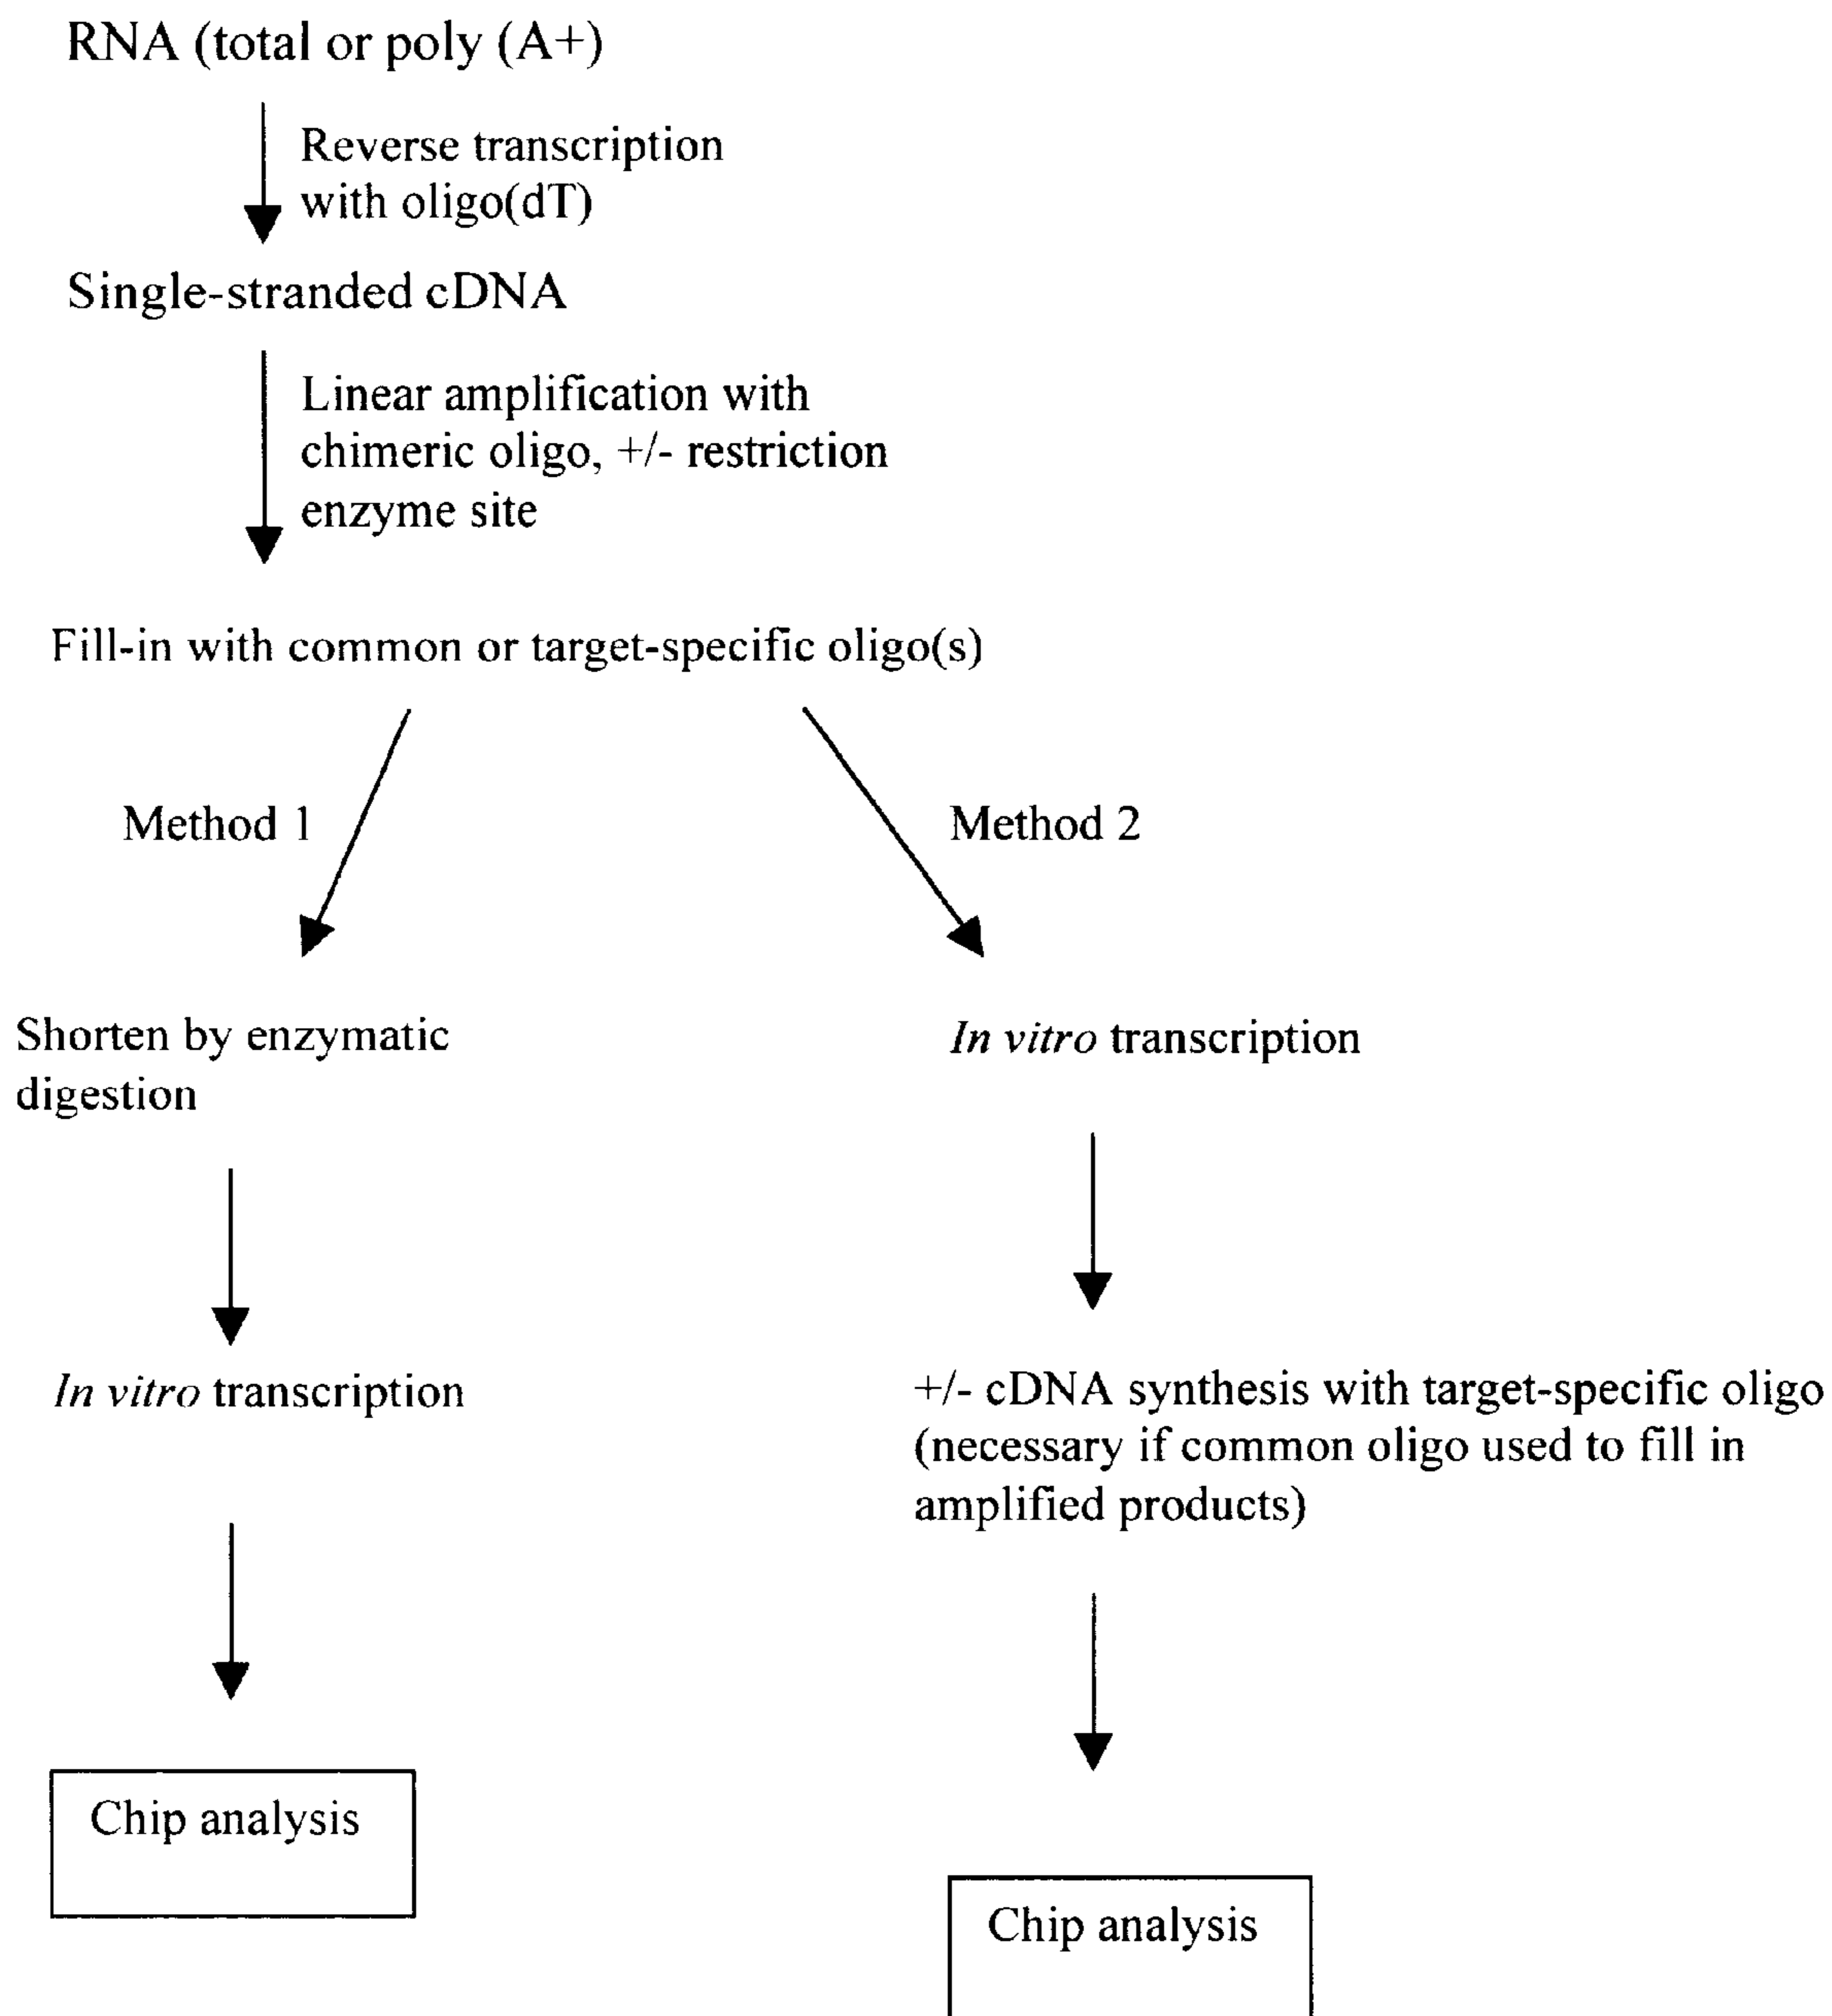 RNA (total or poly (A+)
Reverse transcription
with oligo(dT)
Single-stranded cDNA
Linear amplification with
chimeric oligo, +/- restriction
enzyme site
Fill-in with common or target-specific oligo(s)
Method 1
Method 2
Shorten by enzymatic
digestion
In vitro transcription
In vitro transcription
+/- cDNA synthesis with target-specific oligo
(necessary if common oligo used to fill in
amplified products)
Chip analysis
Chip analysis